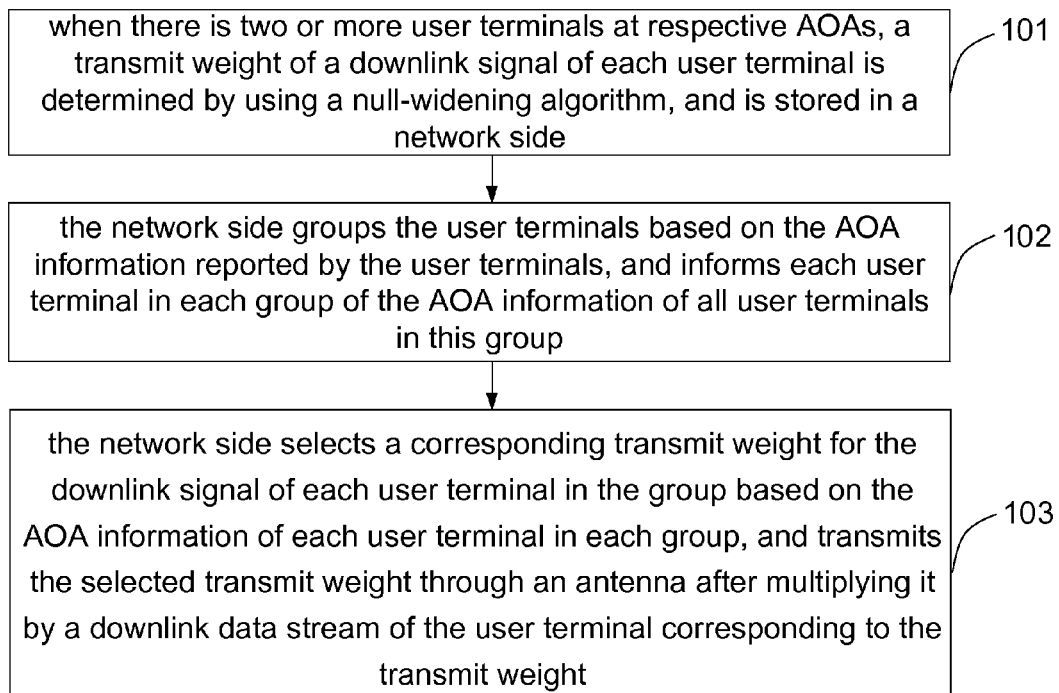 when there is two or more user terminals at respective AOAs, a
transmit weight of a downlink signal of each user terminal is
determined by using a null-widening algorithm, and is stored in a
network side
101
the network side groups the user terminals based on the AOA
information reported by the user terminals, and informs each user
terminal in each group of the AOA information of all user terminals
in this group
102
the network side selects a corresponding transmit weight for the
downlink signal of each user terminal in the group based on the
AOA information of each user terminal in each group, and transmits
the selected transmit weight through an antenna after multiplying it
by a downlink data stream of the user terminal corresponding to the
transmit weight
103